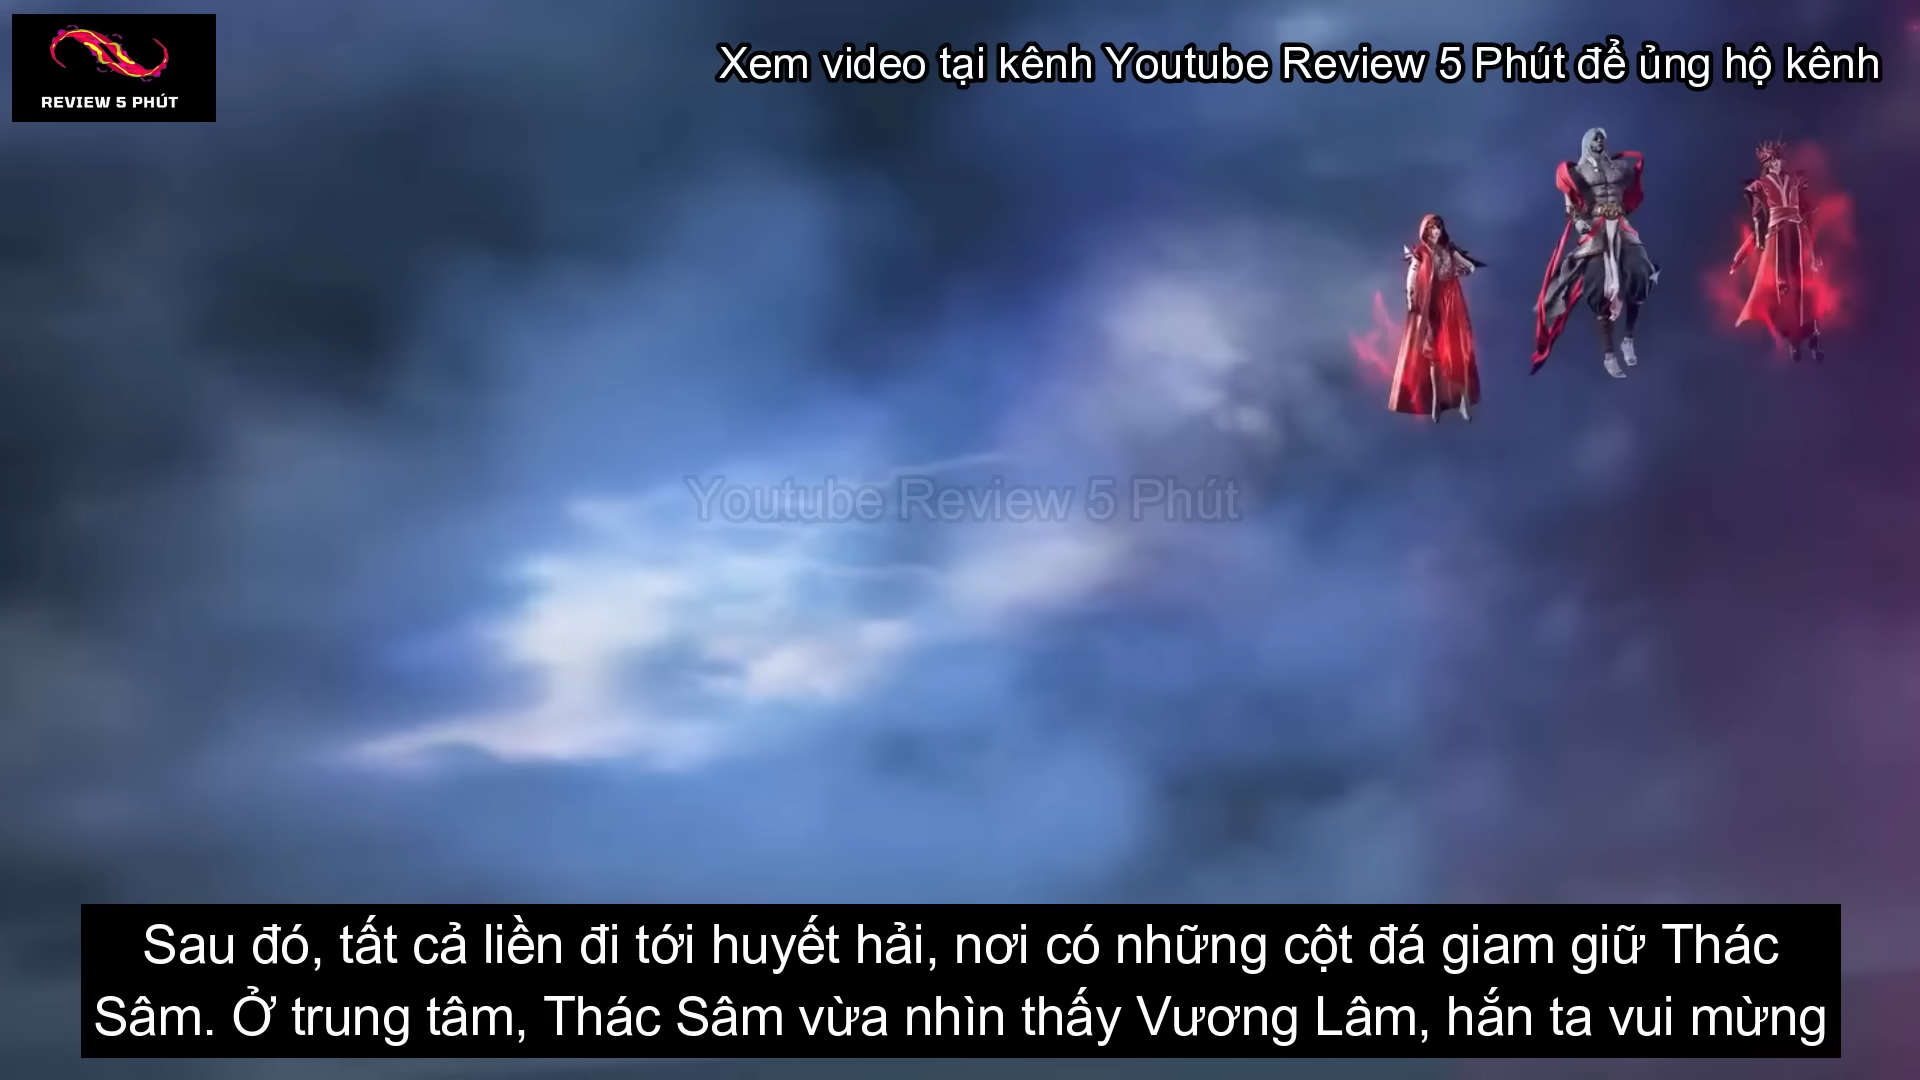 REVIEW 5 PHÚT
Xem video tại kênh Youtube Review 5 Phút để ủng hộ kênh
Youtube Review 5 Phút
Sau đó, tất cả liền đi tới huyết hải, nơi có những cột đá giam giữ Thác
Sâm. Ở trung tâm, Thác Sâm vừa nhìn thấy Vương Lâm, hắn ta vui mừng